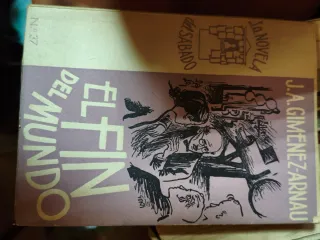 Nº 37
LA NOVELA
DEL SABADO
J.A. GIMENEZ-ARNAU
EL FIN
DEL MUNDO